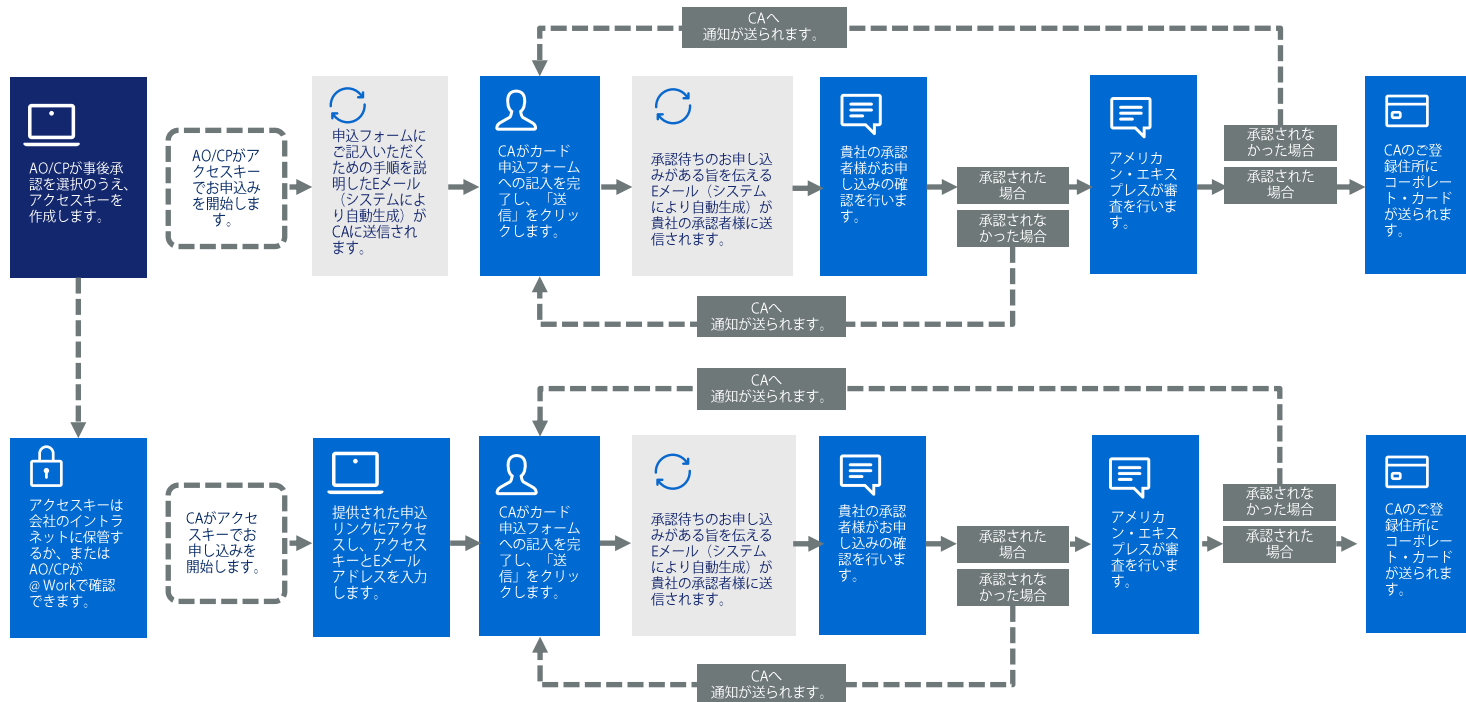 CAへ
通知が送られます。
AO/CPが事後承
認を選択のうえ、
アクセスキーを
作成します。
AO/CPがア
クセスキー
でお申込み
を開始しま
す。
申込フォームに
ご記入いただく
ための手順を説
明したEメール
（システムによ
り自動生成）が
CAに送信され
ます。
CAがカード
申込フォーム
への記入を完
了し、「送
信」をクリッ
クします。
承認待ちのお申し込
みがある旨を伝える
Eメール（システム
により自動生成）が
貴社の承認者様に送
信されます。
貴社の承認
者様がお申
し込みの確
認を行いま
す。
承認された
場合
承認されな
かった場合
アメリカ
ン・エキス
プレスが審
査を行いま
す。
承認されな
かった場合
承認された
場合
CAのご登
録住所に
コーポレー
ト・カード
が送られま
す。
CAへ
通知が送られます。
CAへ
通知が送られます。
アクセスキーは
会社のイントラ
ネットに保管す
るか、または
AO/CPが
@ Workで確認
できます。
CAがアクセ
スキーでお
申し込みを
開始します。
提供された申込
リンクにアクセ
スし、アクセス
キーとEメール
アドレスを入力
します。
CAがカード
申込フォーム
への記入を完
了し、「送
信」をクリッ
クします。
承認待ちのお申し込
みがある旨を伝える
Eメール（システム
により自動生成）が
貴社の承認者様に送
信されます。
貴社の承認
者様がお申
し込みの確
認を行いま
す。
承認された
場合
承認されな
かった場合
アメリカ
ン・エキス
プレスが審
査を行いま
す。
承認されな
かった場合
承認された
場合
CAのご登
録住所に
コーポレー
ト・カード
が送られま
す。
CAへ
通知が送られます。